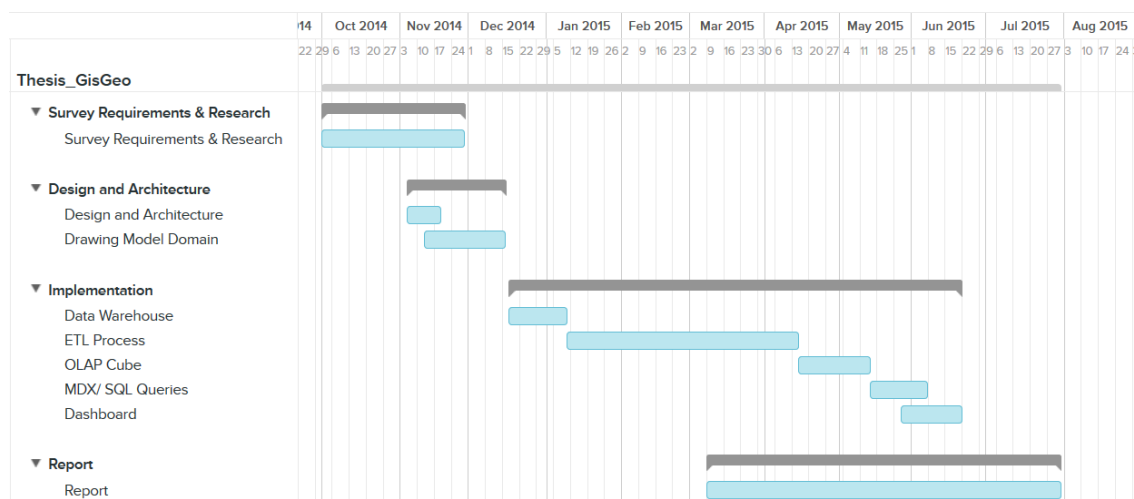 14 Oct 2014 Nov 2014 Dec 2014 Jan 2015 Feb 2015 Mar 2015 Apr 2015 May 2015 Jun 2015 Jul 2015 Aug 2015
22 29 6 13 20 27 3 10 17 24 1 8 15 22 29 5 12 19 26 2 9 16 23 2 9 16 23 30 6 13 20 27 4 11 18 25 1 8 15 22 29 6 13 20 27 3 10 17 24
Thesis_GisGeo
Survey Requirements & Research
Survey Requirements & Research
Design and Architecture
Design and Architecture
Drawing Model Domain
Implementation
Data Warehouse
ETL Process
OLAP Cube
MDX/ SQL Queries
Dashboard
Report
Report